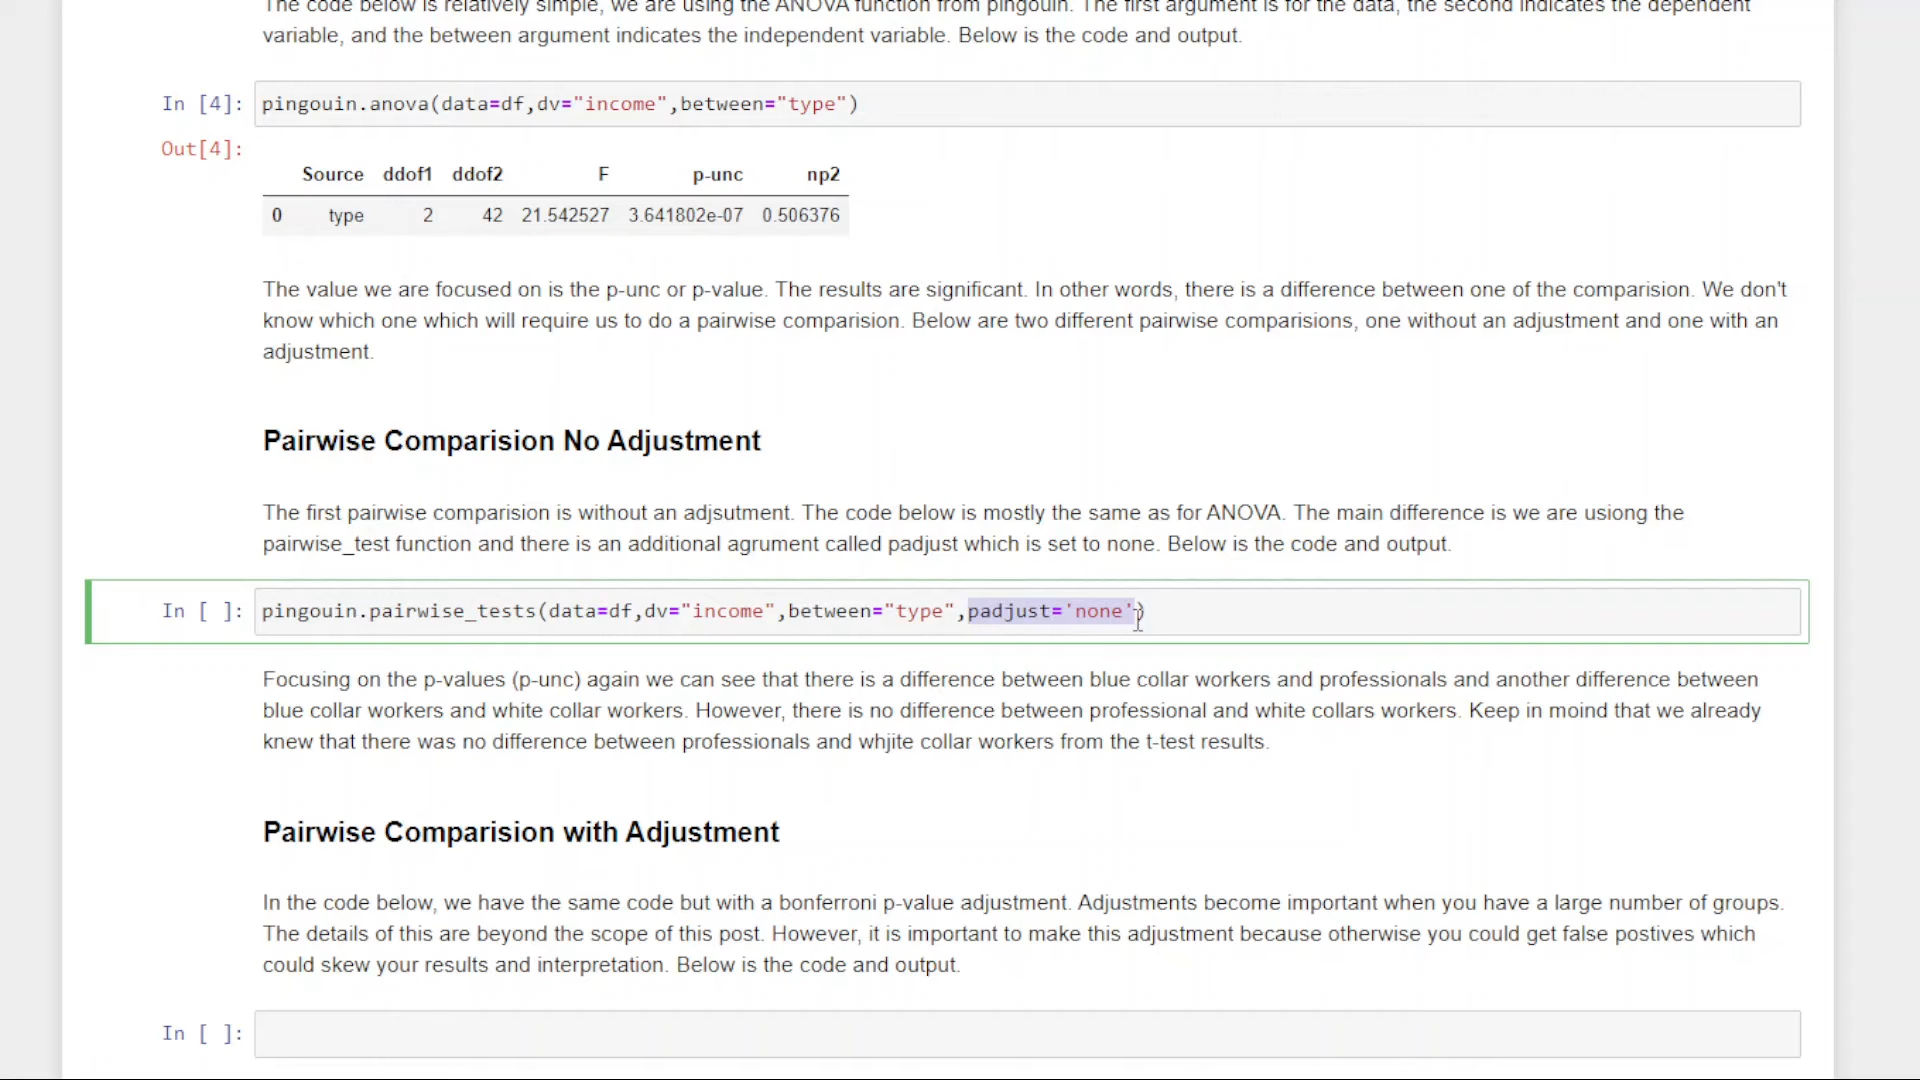 The code below is relatively simple, we are using the ANOVA function from pingouin. The first argument is for the data, the second indicates the dependent
variable, and the between argument indicates the independent variable. Below is the code and output.
In [4]: pingouin.anova(data=df,dv="income",between="type")
Out[4]:
Source ddof1 ddof2 F p-unc np2
0 type 2 42 21.542527 3.641802e-07 0.506376
The value we are focused on is the p-unc or p-value. The results are significant. In other words, there is a difference between one of the comparision. We don't
know which one which will require us to do a pairwise comparision. Below are two different pairwise comparisions, one without an adjustment and one with an
adjustment.
Pairwise Comparision No Adjustment
The first pairwise comparision is without an adjsutment. The code below is mostly the same as for ANOVA. The main difference is we are usiong the
pairwise_test function and there is an additional agrument called padjust which is set to none. Below is the code and output.
In [ ]: pingouin.pairwise_tests(data=df,dv="income",between="type",padjust='none')
Focusing on the p-values (p-unc) again we can see that there is a difference between blue collar workers and professionals and another difference between
blue collar workers and white collar workers. However, there is no difference between professional and white collars workers. Keep in moind that we already
knew that there was no difference between professionals and whjite collar workers from the t-test results.
Pairwise Comparision with Adjustment
In the code below, we have the same code but with a bonferroni p-value adjustment. Adjustments become important when you have a large number of groups.
The details of this are beyond the scope of this post. However, it is important to make this adjustment because otherwise you could get false postives which
could skew your results and interpretation. Below is the code and output.
In [ ]: